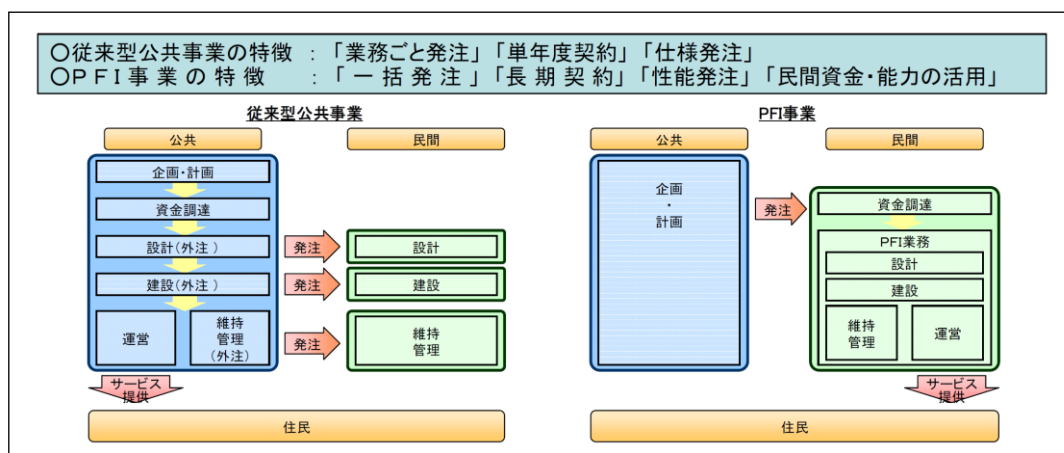 ○従来型公共事業の特徴 : 「業務ごと発注」「単年度契約」「仕様発注」
○PFI事業の特徴 : 「一括発注」「長期契約」「性能発注」「民間資金・能力の活用」
従来型公共事業
公共
民間
企画・計画
資金調達
設計(外注)
発注
設計
建設(外注)
発注
建設
運営
維持
管理
(外注)
発注
維持
管理
サービス
提供
住民
PFI事業
公共
民間
企画
・
計画
発注
資金調達
PFI業務
設計
建設
維持
管理
運営
サービス
提供
住民